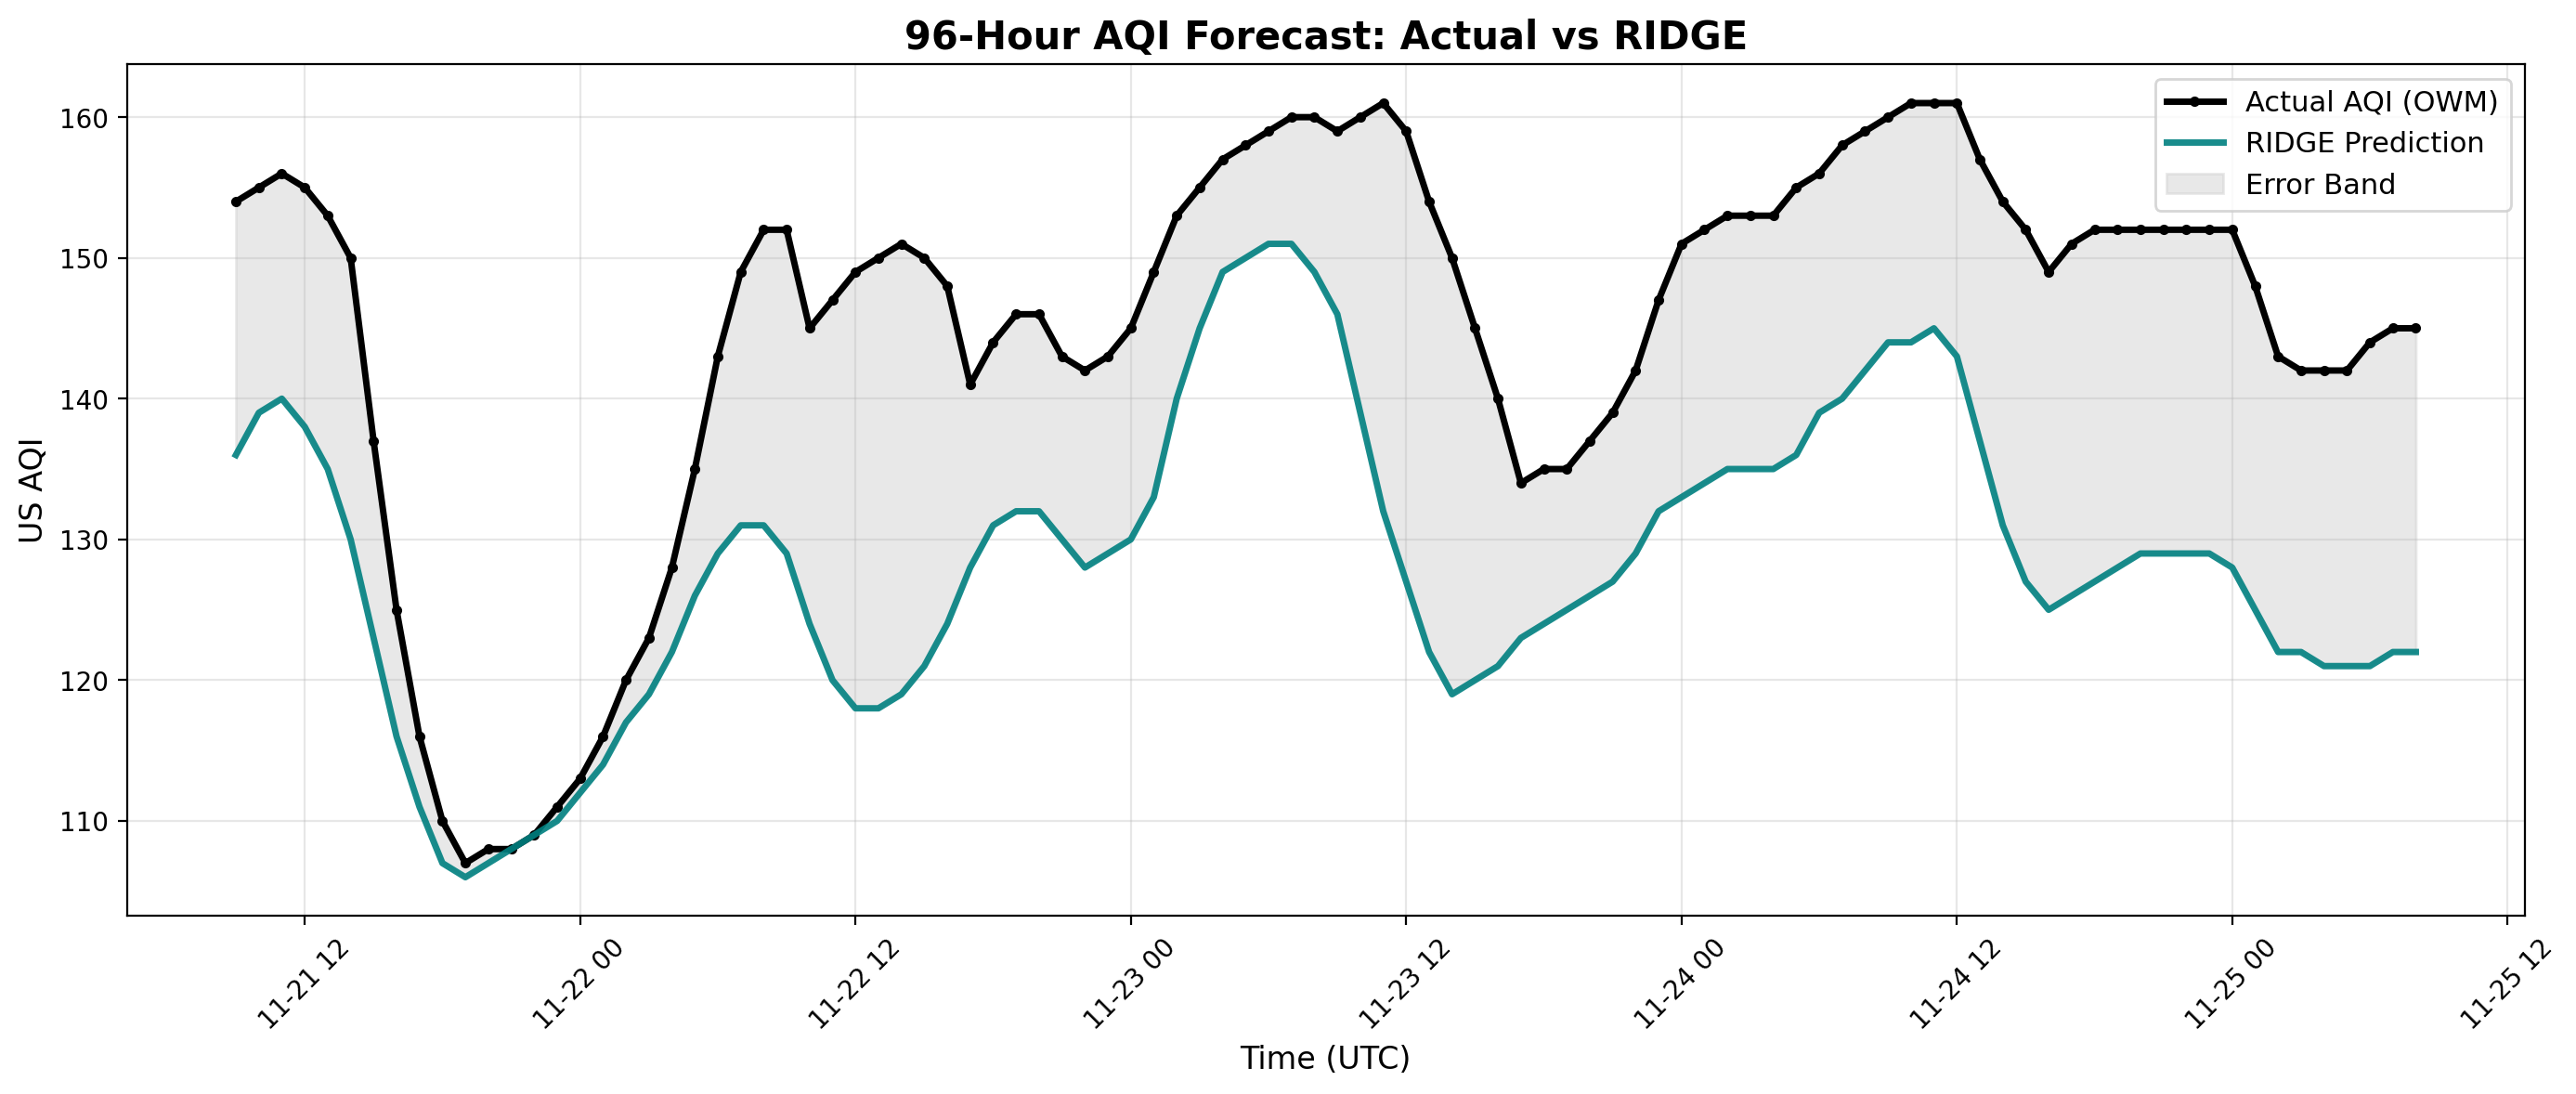 96-Hour AQI Forecast: Actual vs RIDGE
Actual AQI (OWM)
RIDGE Prediction
Error Band
US AQI
160
150
140
130
120
110
11-21 12
11-22 00
11-22 12
11-23 00
11-23 12
11-24 00
11-24 12
11-25 00
11-25 12
Time (UTC)